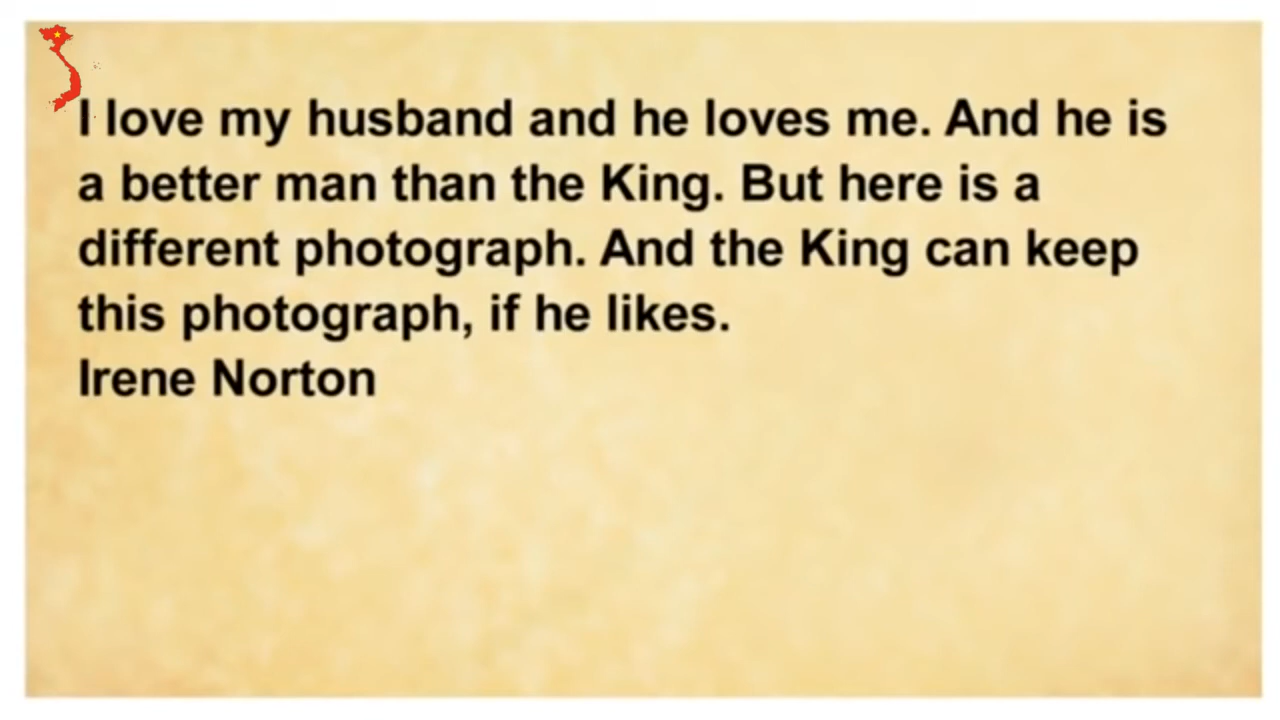 I love my husband and he loves me. And he is
a better man than the King. But here is a
different photograph. And the King can keep
this photograph, if he likes.
Irene Norton